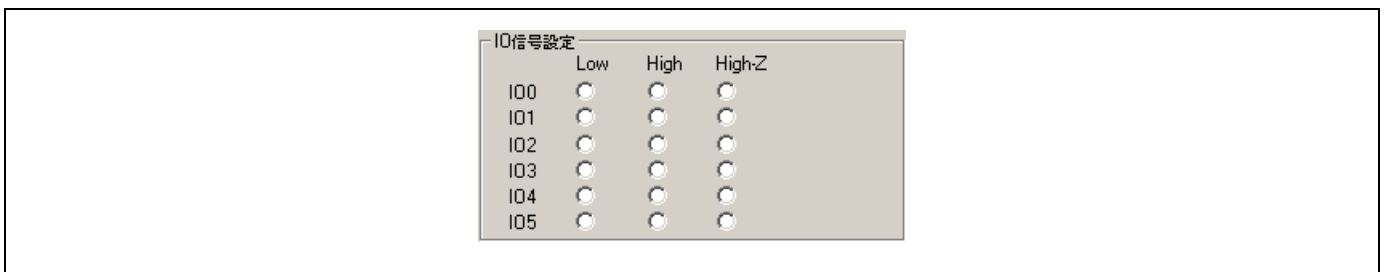 IO信号設定
Low High High-Z
IO0
IO1
IO2
IO3
IO4
IO5